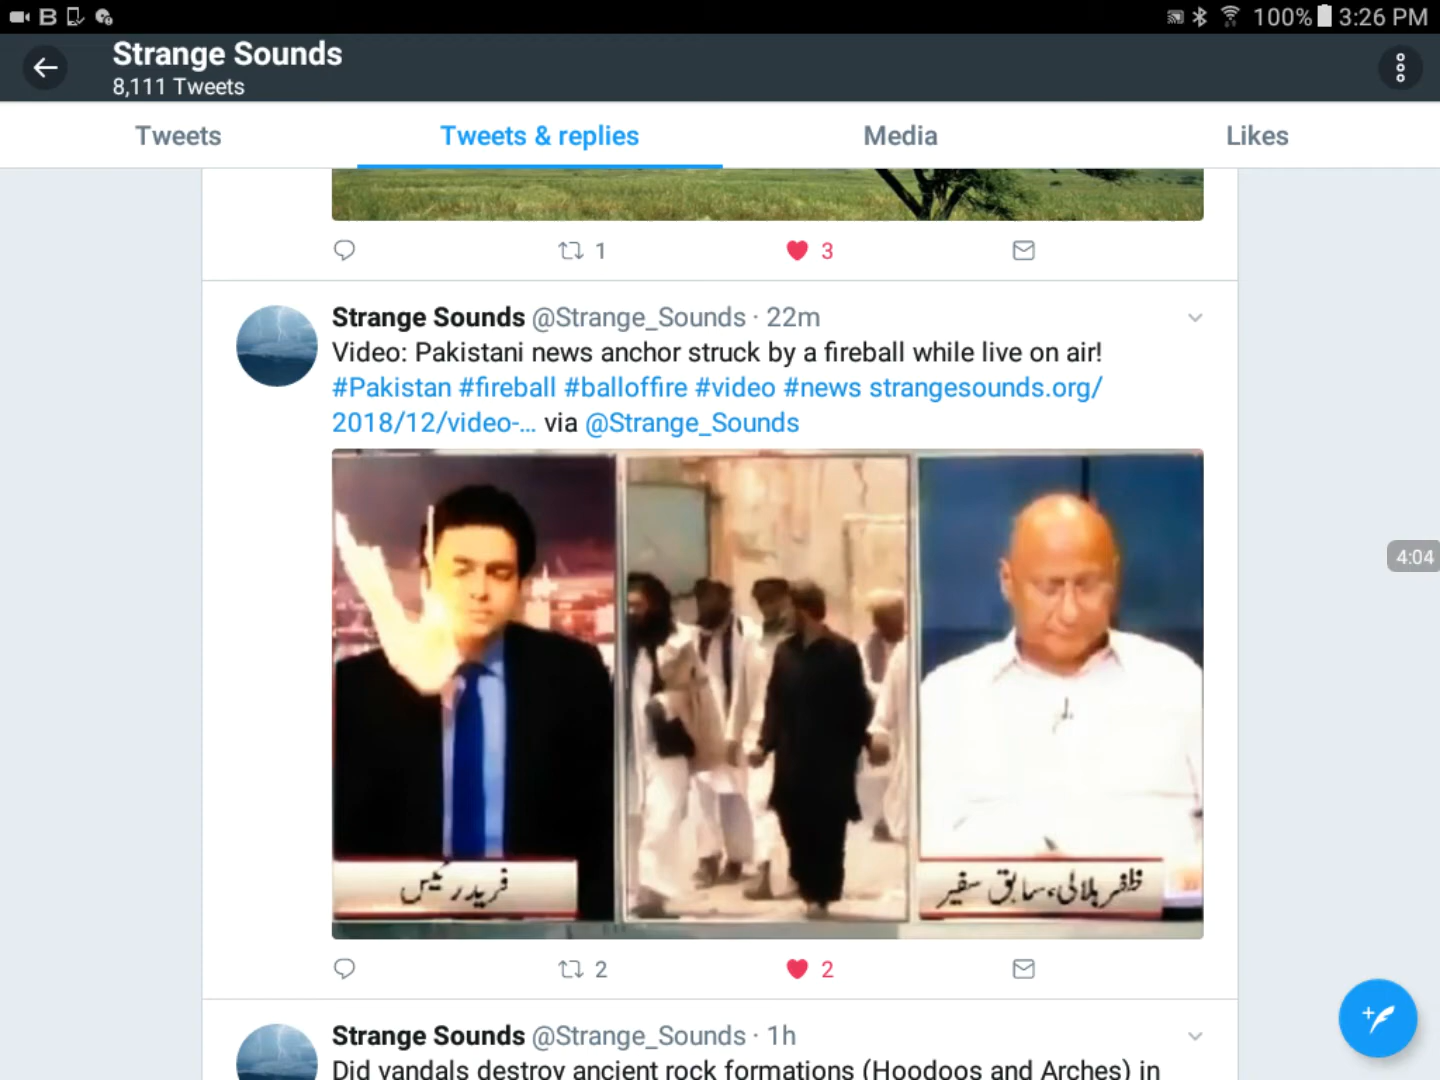 100% 3:26 PM
Strange Sounds
8,111 Tweets
Tweets
Tweets & replies
Media
Likes
1
3
Strange Sounds @Strange_Sounds · 22m
Video: Pakistani news anchor struck by a fireball while live on air!
#Pakistan #fireball #balloffire #video #news strangesounds.org/
2018/12/video-... via @Strange_Sounds
4:04
فرید رئیس
ظفر ہلالی، سابق سفیر
2
2
Strange Sounds @Strange_Sounds · 1h
Did vandals destroy ancient rock formations (Hoodoos and Arches) in